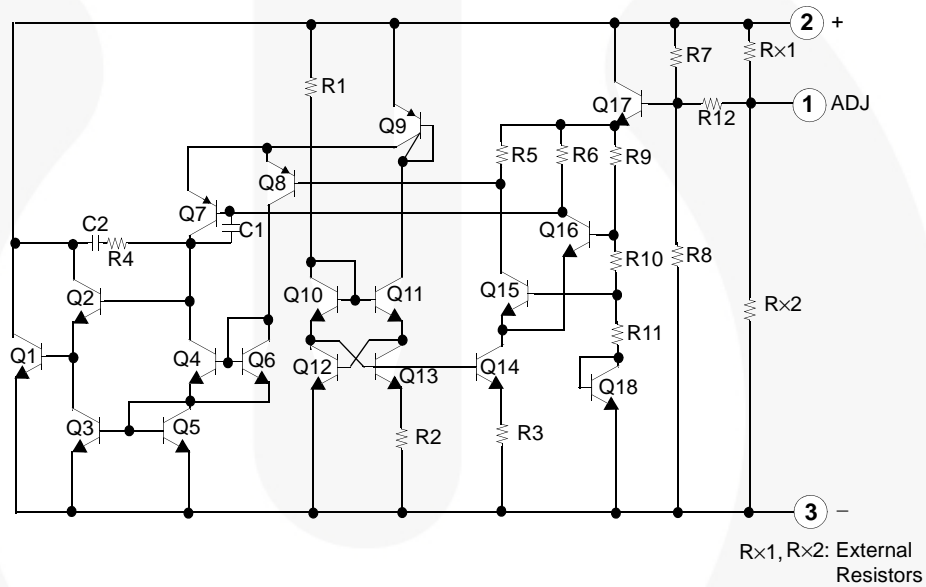 2 +
R7
R×1
R1
1 ADJ
Q17
R12
Q9
R5
R6
R9
Q8
Q7
C1
C2
R4
Q16
R10
R8
Q2
Q10
Q11
Q15
R×2
R11
Q1
Q4
Q6
Q12
Q13
Q14
Q18
Q3
Q5
R2
R3
3 –
R×1, R×2: External
Resistors